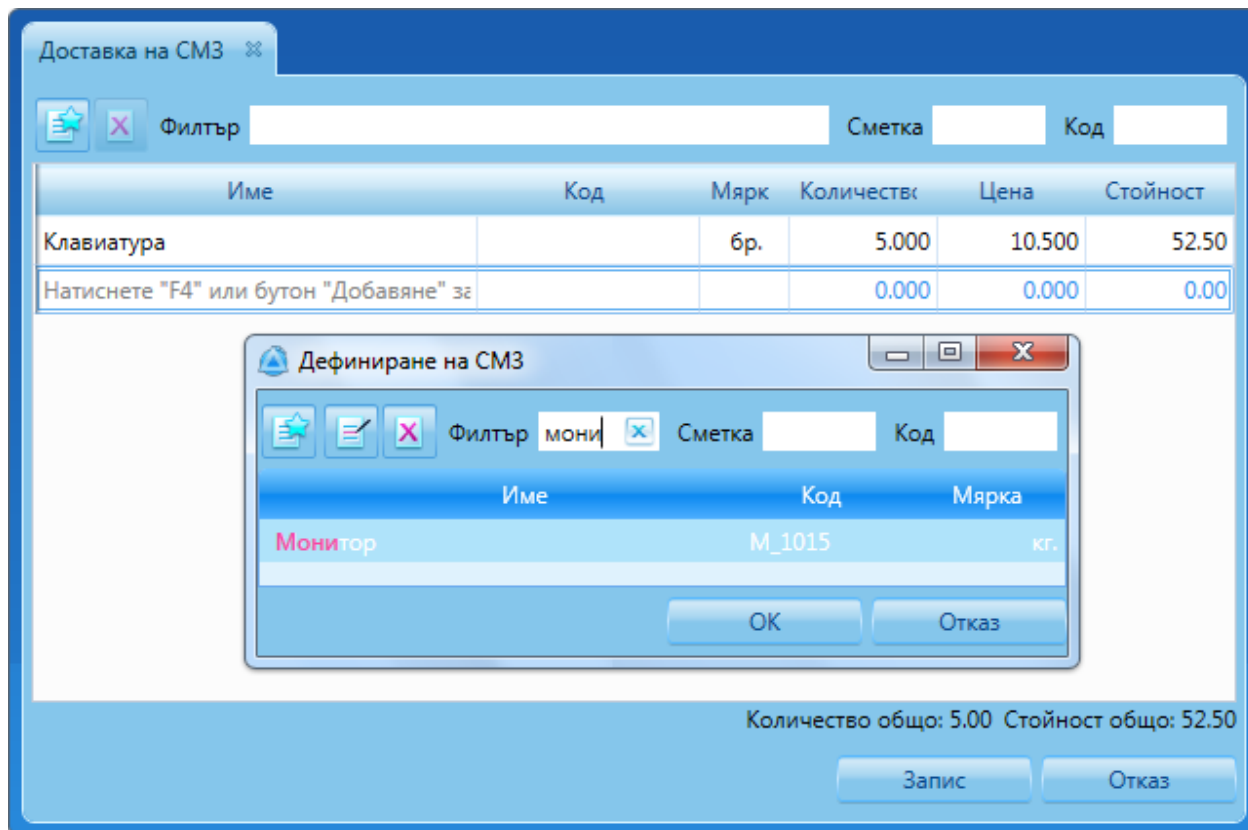 Доставка на СМЗ
Филтър Сметка Код
Име Код Мярк Количество Цена Стойност
Клавиатура бр. 5.000 10.500 52.50
Натиснете "F4" или бутон "Добавяне" за 0.000 0.000 0.00
Дефиниране на СМЗ
Филтър мони Сметка Код
Име Код Мярка
Монитор М_1015 кг.
ОК Отказ
Количество общо: 5.00 Стойност общо: 52.50
Запис Отказ